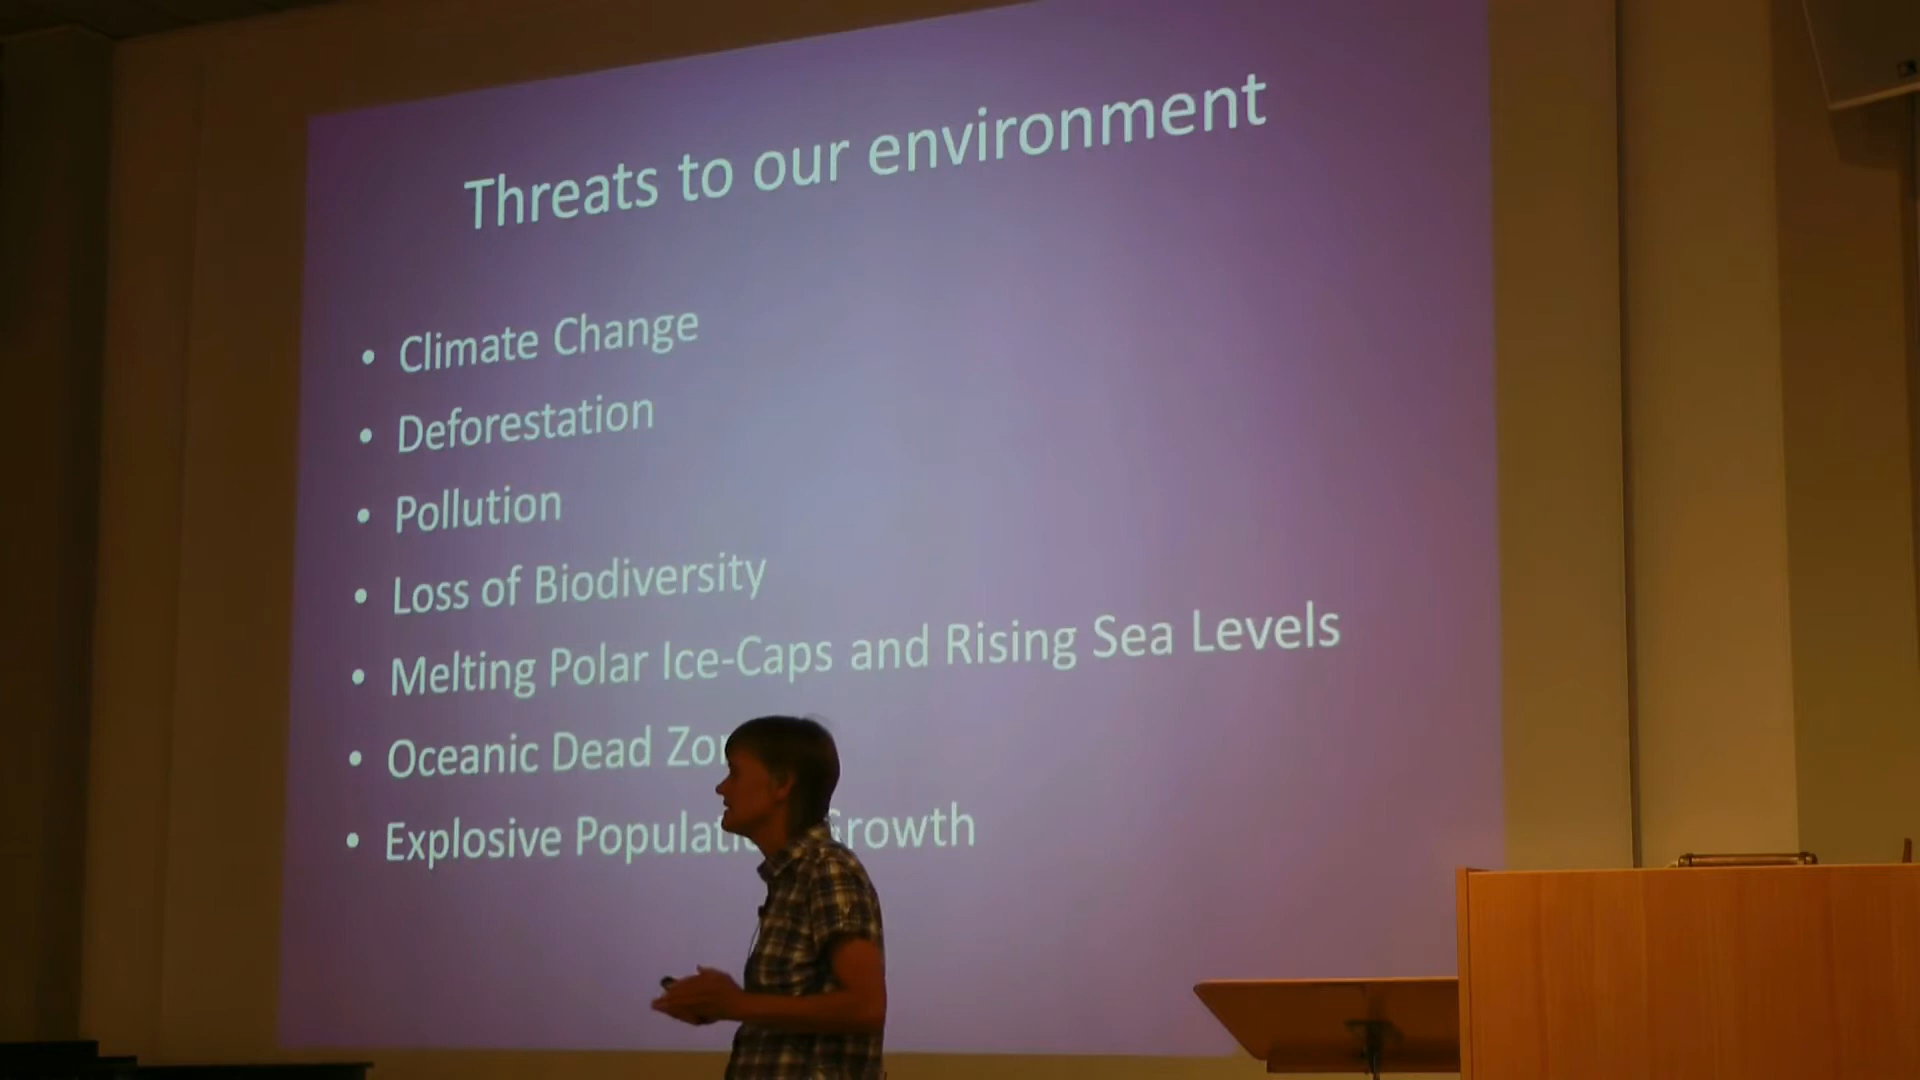 Threats to our environment
• Climate Change
• Deforestation
• Pollution
• Loss of Biodiversity
• Melting Polar Ice-Caps and Rising Sea Levels
• Oceanic Dead
• Explosive Growth